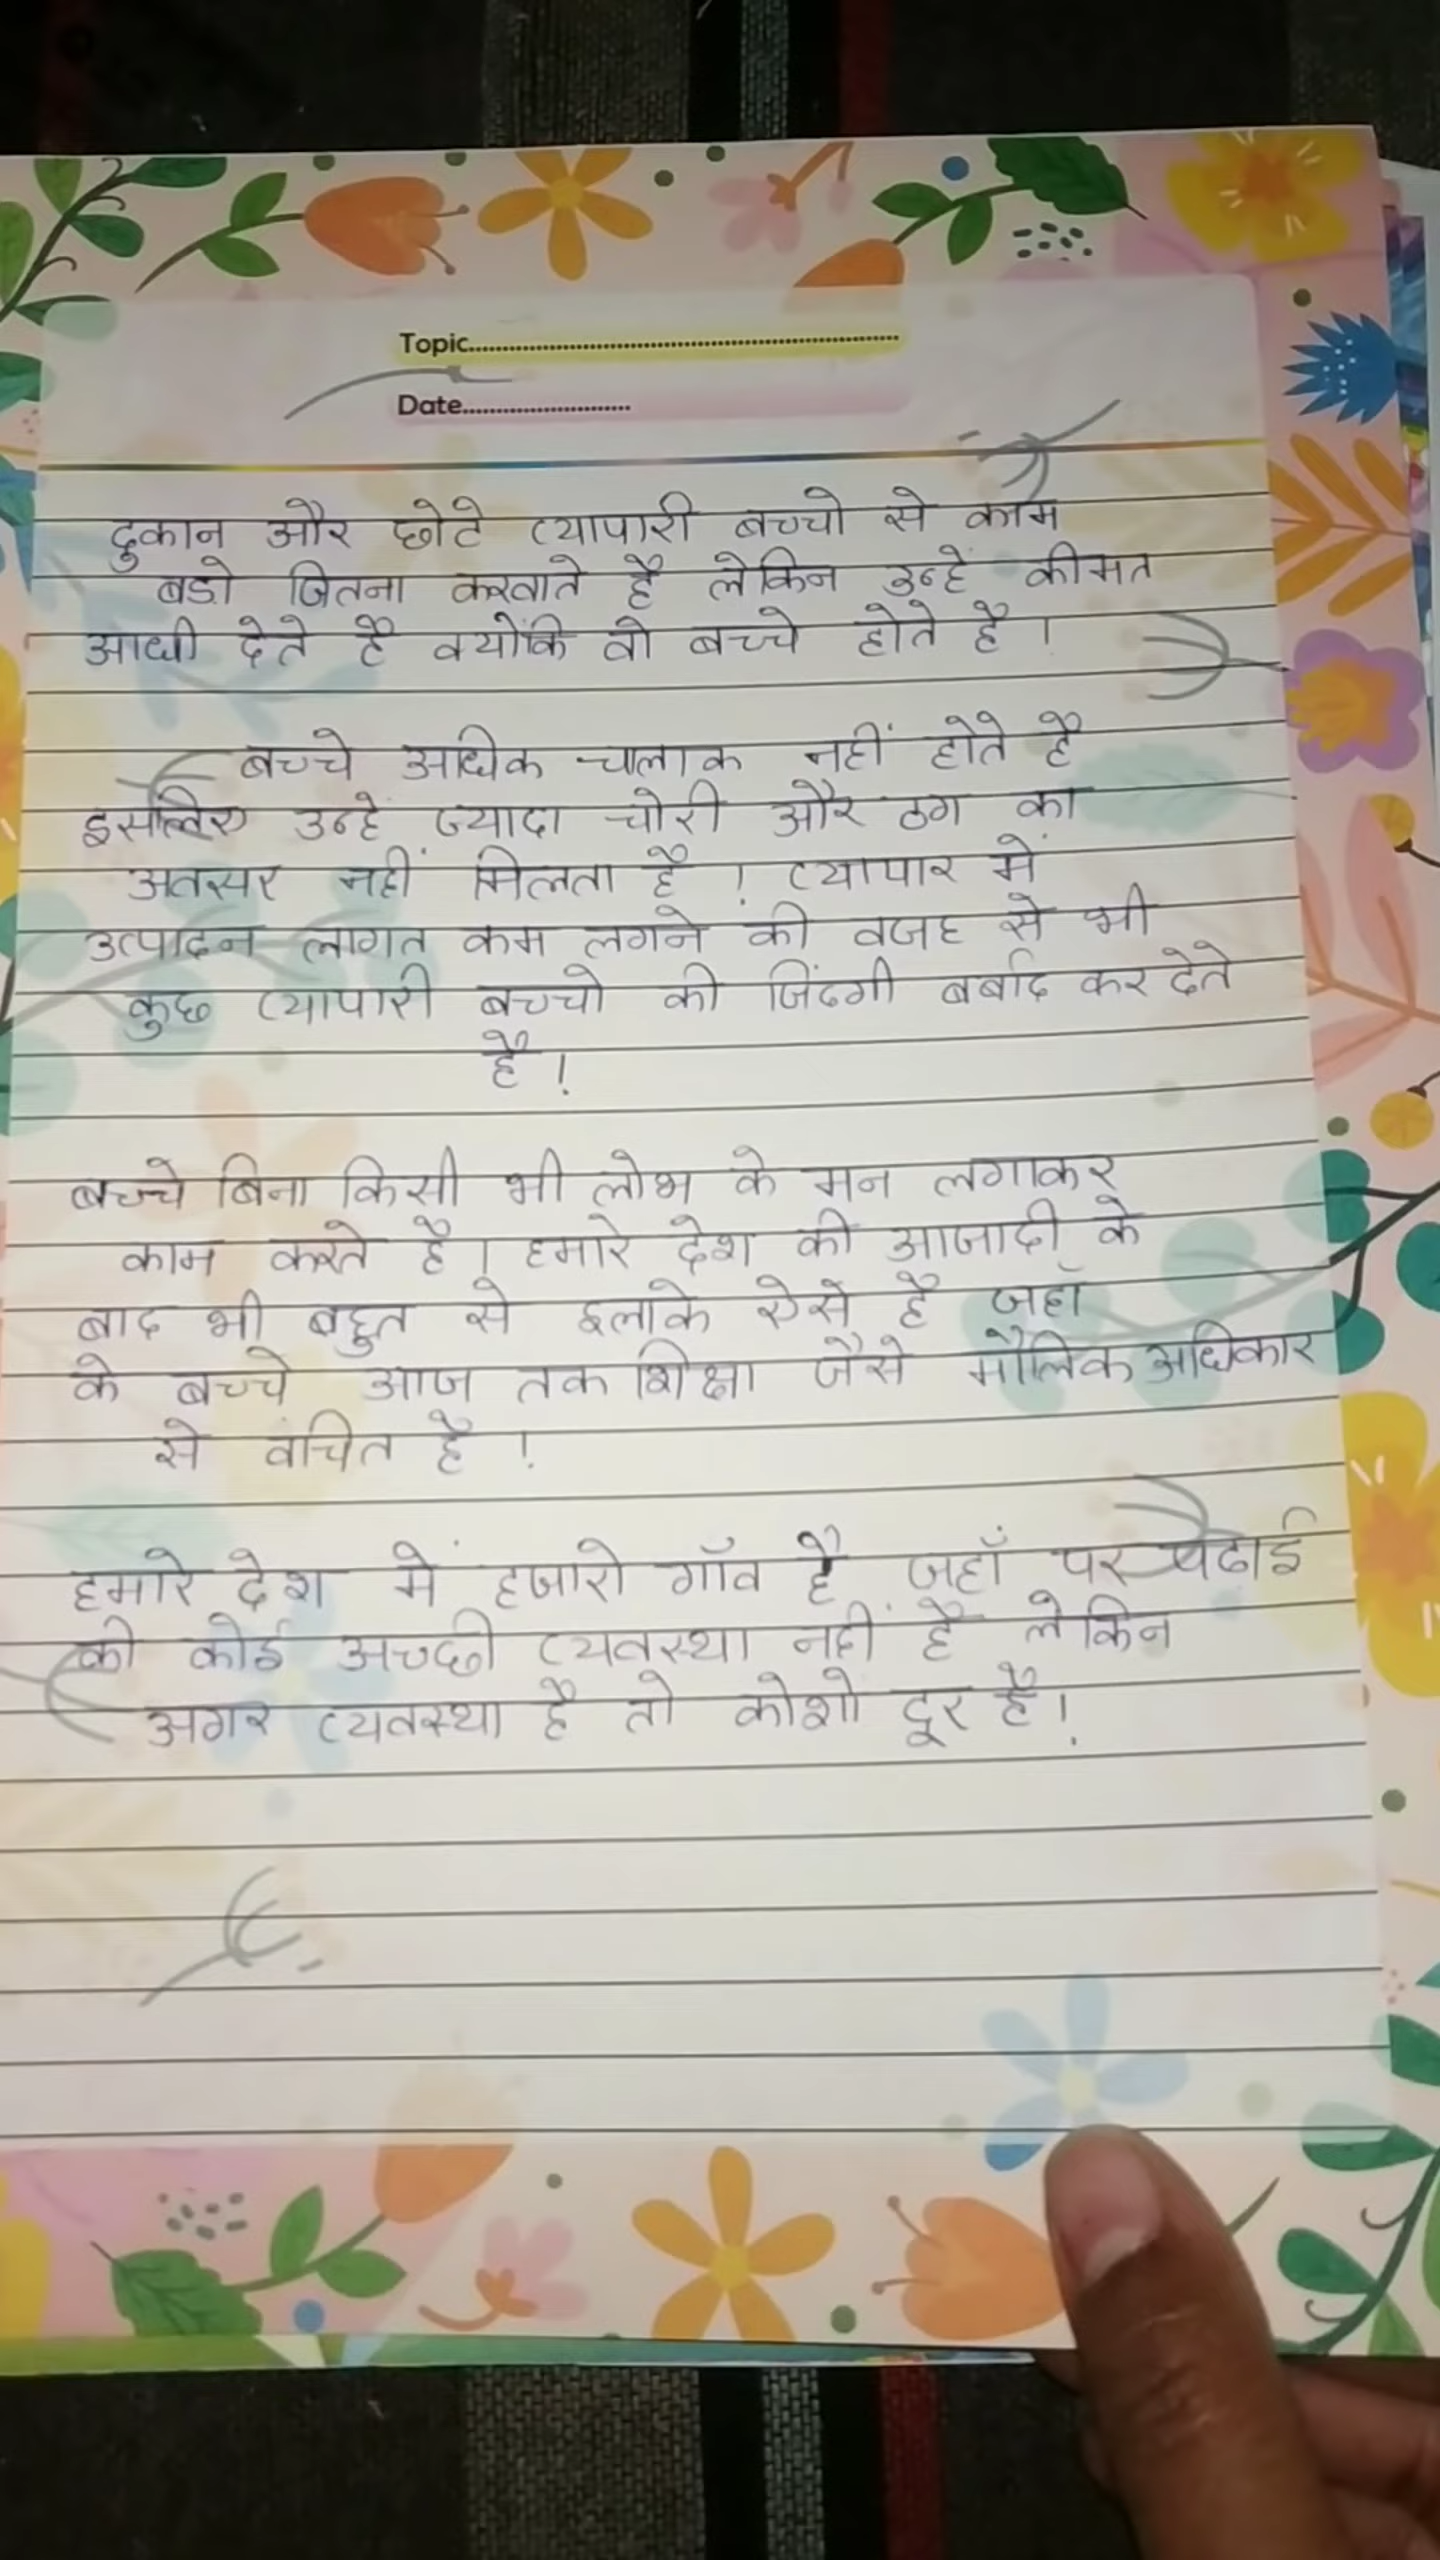 Topic..........................................................
Date.........................
दुकान और छोटे व्यापारी बच्चो से काम
बडो जितना करवाते है लेकिन उन्हें कीमत
आधी देते है क्योंकि वो बच्चे होते है ।
बच्चे अधिक चालाक नहीं होते है
इसलिए उन्हे ज्यादा चोरी और ठग का
अवसर नहीं मिलता है ! व्यापार में
उत्पादन लागत कम लगने की वजह से भी
कुछ व्यापारी बच्चो की जिंदगी बर्बाद कर देते
है !
बच्चे बिना किसी भी लोभ के मन लगाकर
काम करते है । हमारे देश की आजादी के
बाद भी बहुत से इलाके ऐसे है जहाँ
के बच्चे आज तक शिक्षा जैसे मौलिक अधिकार
से वंचित है !
हमारे देश में हजारो गाँव है जहाँ पर पढाई
की कोई अच्छी व्यवस्था नहीं है लेकिन
अगर व्यवस्था है तो कोशो दूर है !